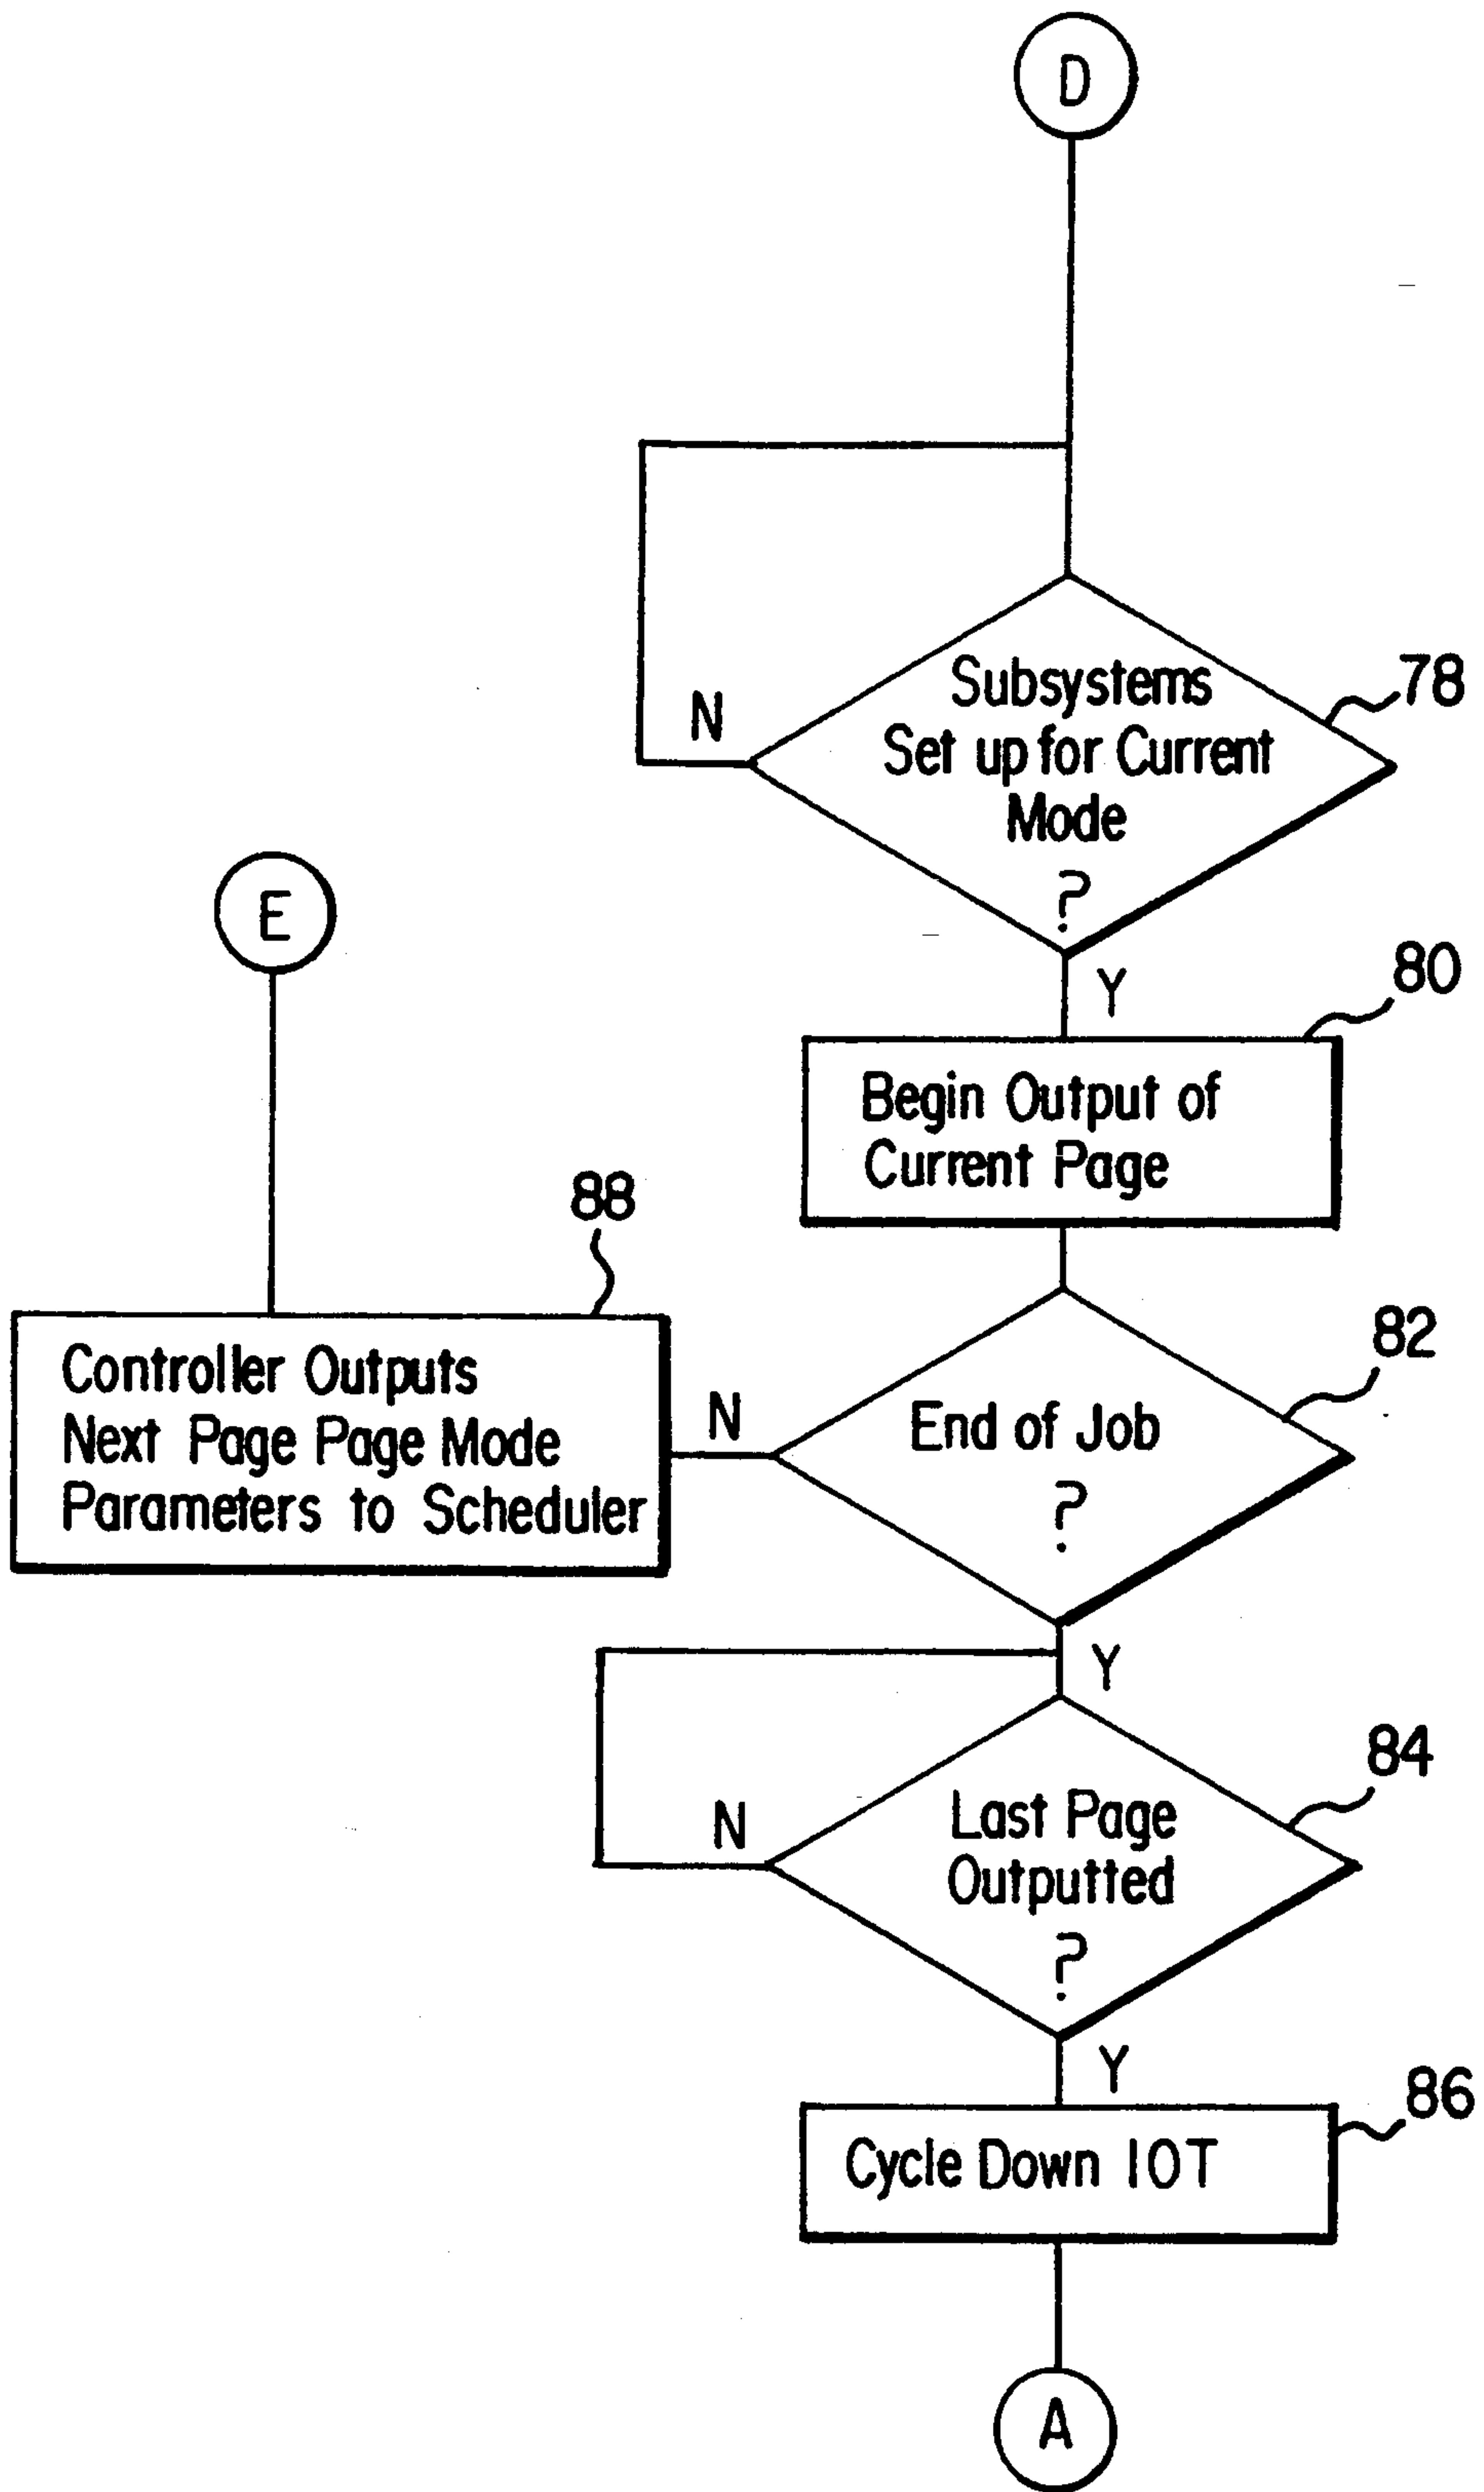 D
Subsystems
Set up for Current
Mode
?
78
N
Y
E
80
Begin Output of
Current Page
88
Controller Outputs
Next Page Page Mode
Parameters to Scheduler
N
82
End of Job
?
Y
84
Last Page
Outputted
?
N
Y
86
Cycle Down IOT
A